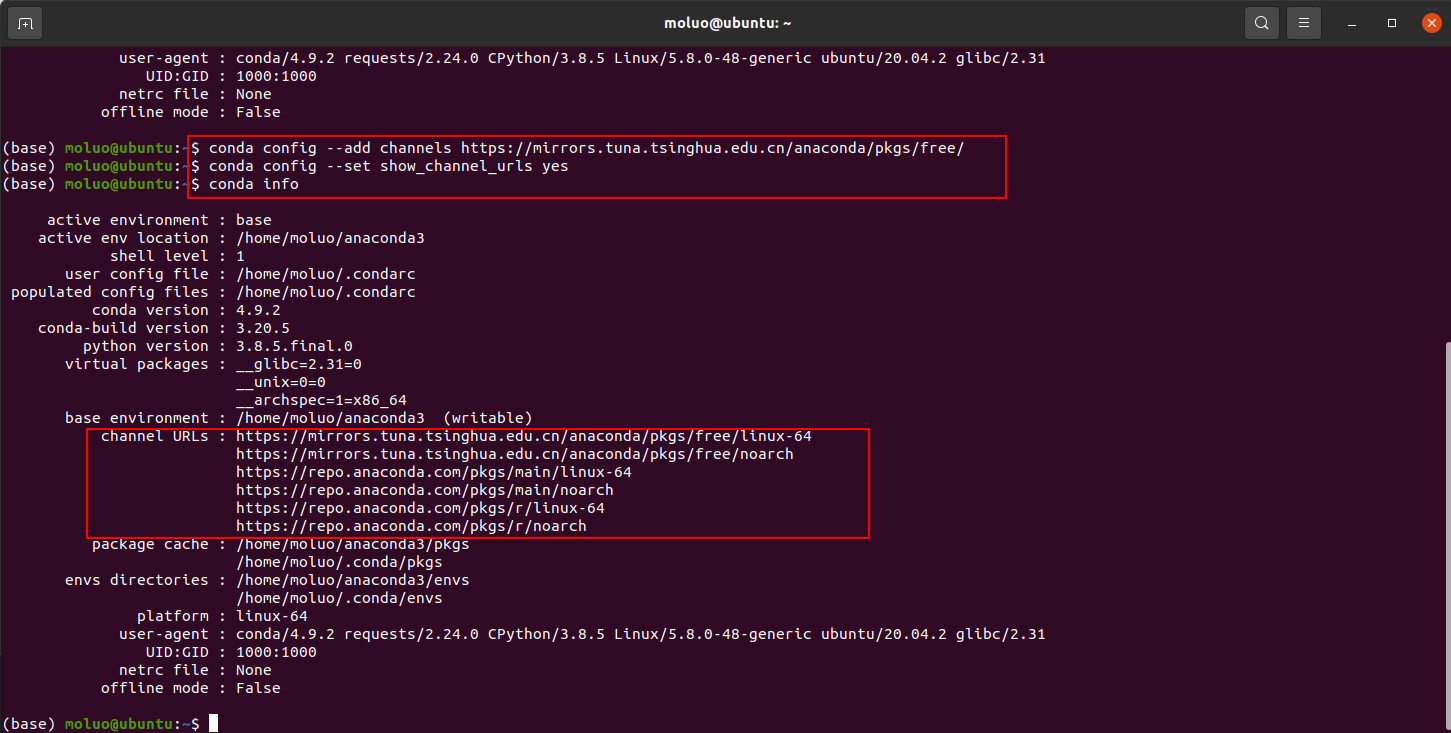 moluo@ubuntu: ~
user-agent : conda/4.9.2 requests/2.24.0 CPython/3.8.5 Linux/5.8.0-48-generic ubuntu/20.04.2 glibc/2.31
UID:GID : 1000:1000
netrc file : None
offline mode : False
(base) moluo@ubuntu:~$ conda config --add channels https://mirrors.tuna.tsinghua.edu.cn/anaconda/pkgs/free/
(base) moluo@ubuntu:~$ conda config --set show_channel_urls yes
(base) moluo@ubuntu:~$ conda info
active environment : base
active env location : /home/moluo/anaconda3
shell level : 1
user config file : /home/moluo/.condarc
populated config files : /home/moluo/.condarc
conda version : 4.9.2
conda-build version : 3.20.5
python version : 3.8.5.final.0
virtual packages : __glibc=2.31=0
__unix=0=0
__archspec=1=x86_64
base environment : /home/moluo/anaconda3  (writable)
channel URLs : https://mirrors.tuna.tsinghua.edu.cn/anaconda/pkgs/free/linux-64
https://mirrors.tuna.tsinghua.edu.cn/anaconda/pkgs/free/noarch
https://repo.anaconda.com/pkgs/main/linux-64
https://repo.anaconda.com/pkgs/main/noarch
https://repo.anaconda.com/pkgs/r/linux-64
https://repo.anaconda.com/pkgs/r/noarch
package cache : /home/moluo/anaconda3/pkgs
/home/moluo/.conda/pkgs
envs directories : /home/moluo/anaconda3/envs
/home/moluo/.conda/envs
platform : linux-64
user-agent : conda/4.9.2 requests/2.24.0 CPython/3.8.5 Linux/5.8.0-48-generic ubuntu/20.04.2 glibc/2.31
UID:GID : 1000:1000
netrc file : None
offline mode : False
(base) moluo@ubuntu:~$